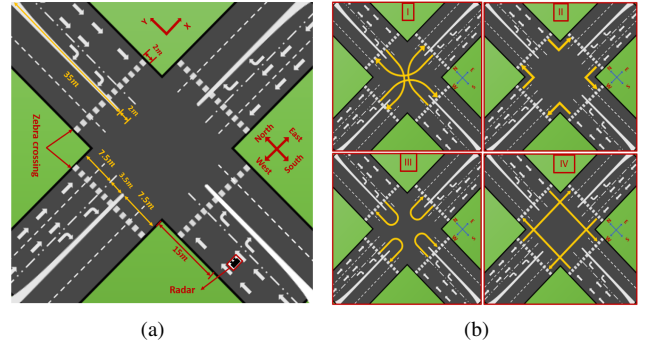 Y
X
2m
35m
2m
Zebra crossing
North
East
West
South
7.5m
3.5m
7.5m
15m
Radar
(a)
I
II
III
IV
(b)